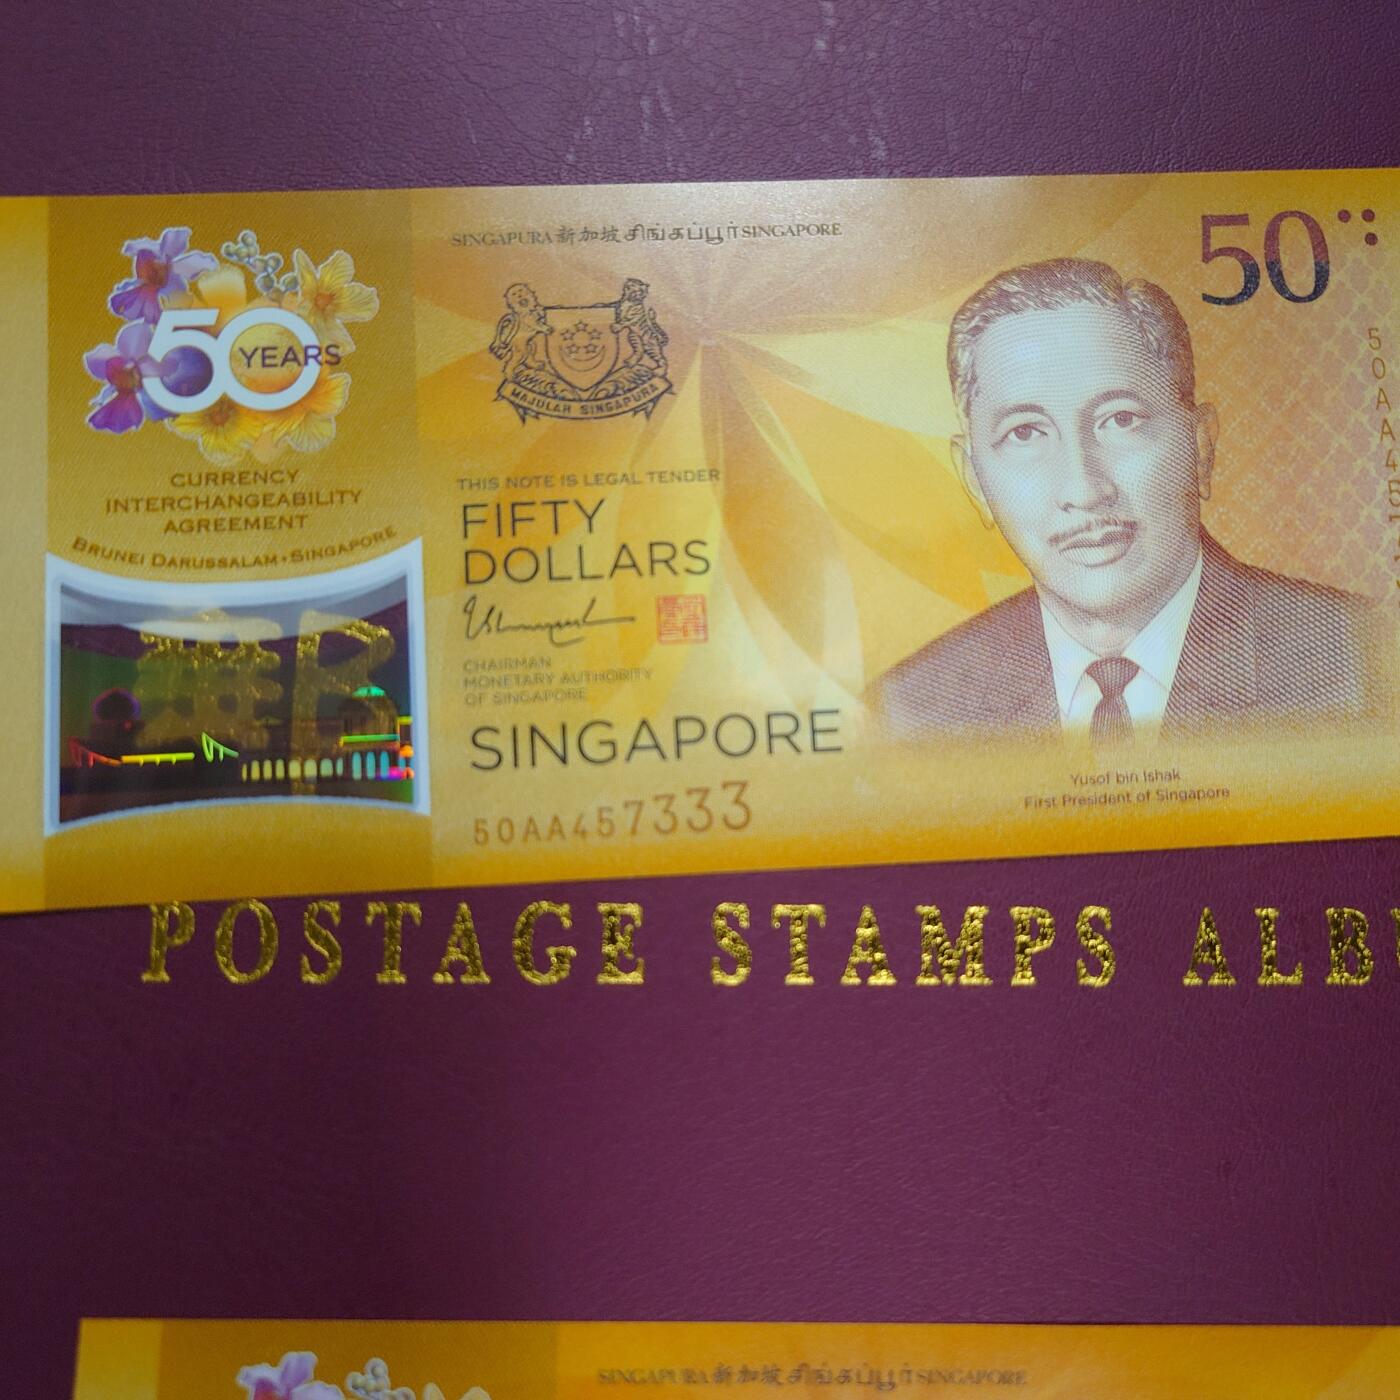 50 YEARS
CURRENCY
INTERCHANGEABILITY
AGREEMENT
BRUNEI DARUSSALAM • SINGAPORE
SINGAPURA 新加坡 சிங்கப்பூர் SINGAPORE
MAJULAH SINGAPURA
THIS NOTE IS LEGAL TENDER
FIFTY
DOLLARS
CHAIRMAN
MONETARY AUTHORITY
OF SINGAPORE
SINGAPORE
50AA457333
50
50AA457
Yusof bin Ishak
First President of Singapore
POSTAGE STAMPS ALB
SINGAPURA 新加坡 சிங்கப்பூர் SINGAPORE